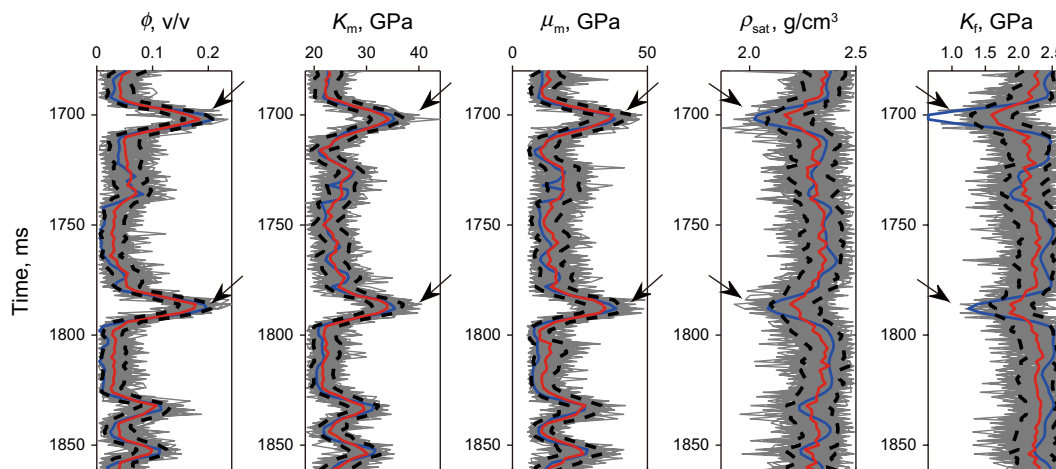 ϕ, v/v
Km, GPa
μm, GPa
ρsat, g/cm³
Kf, GPa
0 0.1 0.2
20 30 40
0 50
2.0 2.5
1.0 2.0 2.5
1700 1700 1700 1700 1700
1750 1750 1750 1750 1750
1800 1800 1800 1800 1800
1850 1850 1850 1850 1850
Time, ms